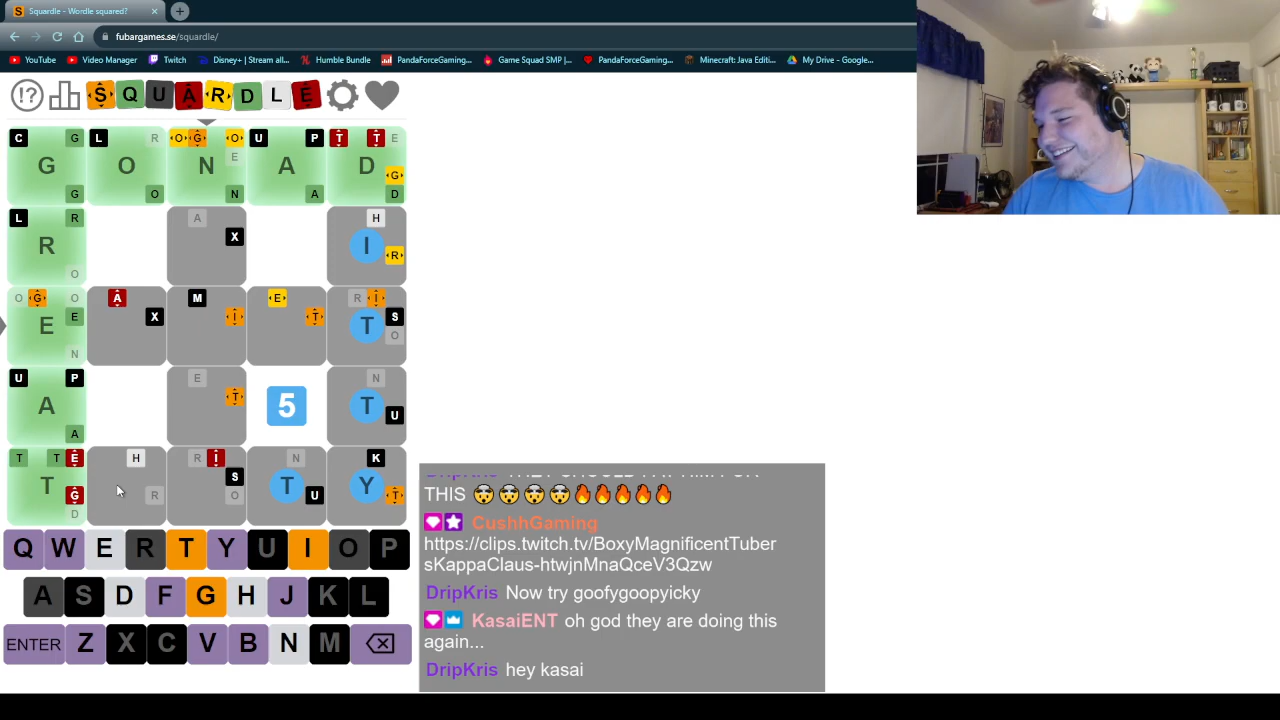 S Squardle - Wordle squared? × +
fubargames.se/squardle/
YouTube Video Manager Twitch Disney+ | Stream all... Humble Bundle PandaForceGaming... Game Squad SMP |... PandaForceGaming... Minecraft: Java Editi... My Drive - Google...
!? S Q U A R D L E
C G L R O G O U P T T E
G O N A D
E G
G O N A D
L R A H
R X I R
O
O G O A M E R I
E E X I T T S
N O
U P E N
A T 5 T U
A
T T E H R I N K
T G R S O T U Y T
D
Q W E R T Y U I O P
A S D F G H J K L
ENTER Z X C V B N M
THIS 🤯🤯🤯🤯🔥🔥🔥🔥🔥
CushhGaming
https://clips.twitch.tv/BoxyMagnificentTuber
sKappaClaus-htwjnMnaQceV3Qzw
DripKris Now try goofygoopyicky
KasaiENT oh god they are doing this
again...
DripKris hey kasai